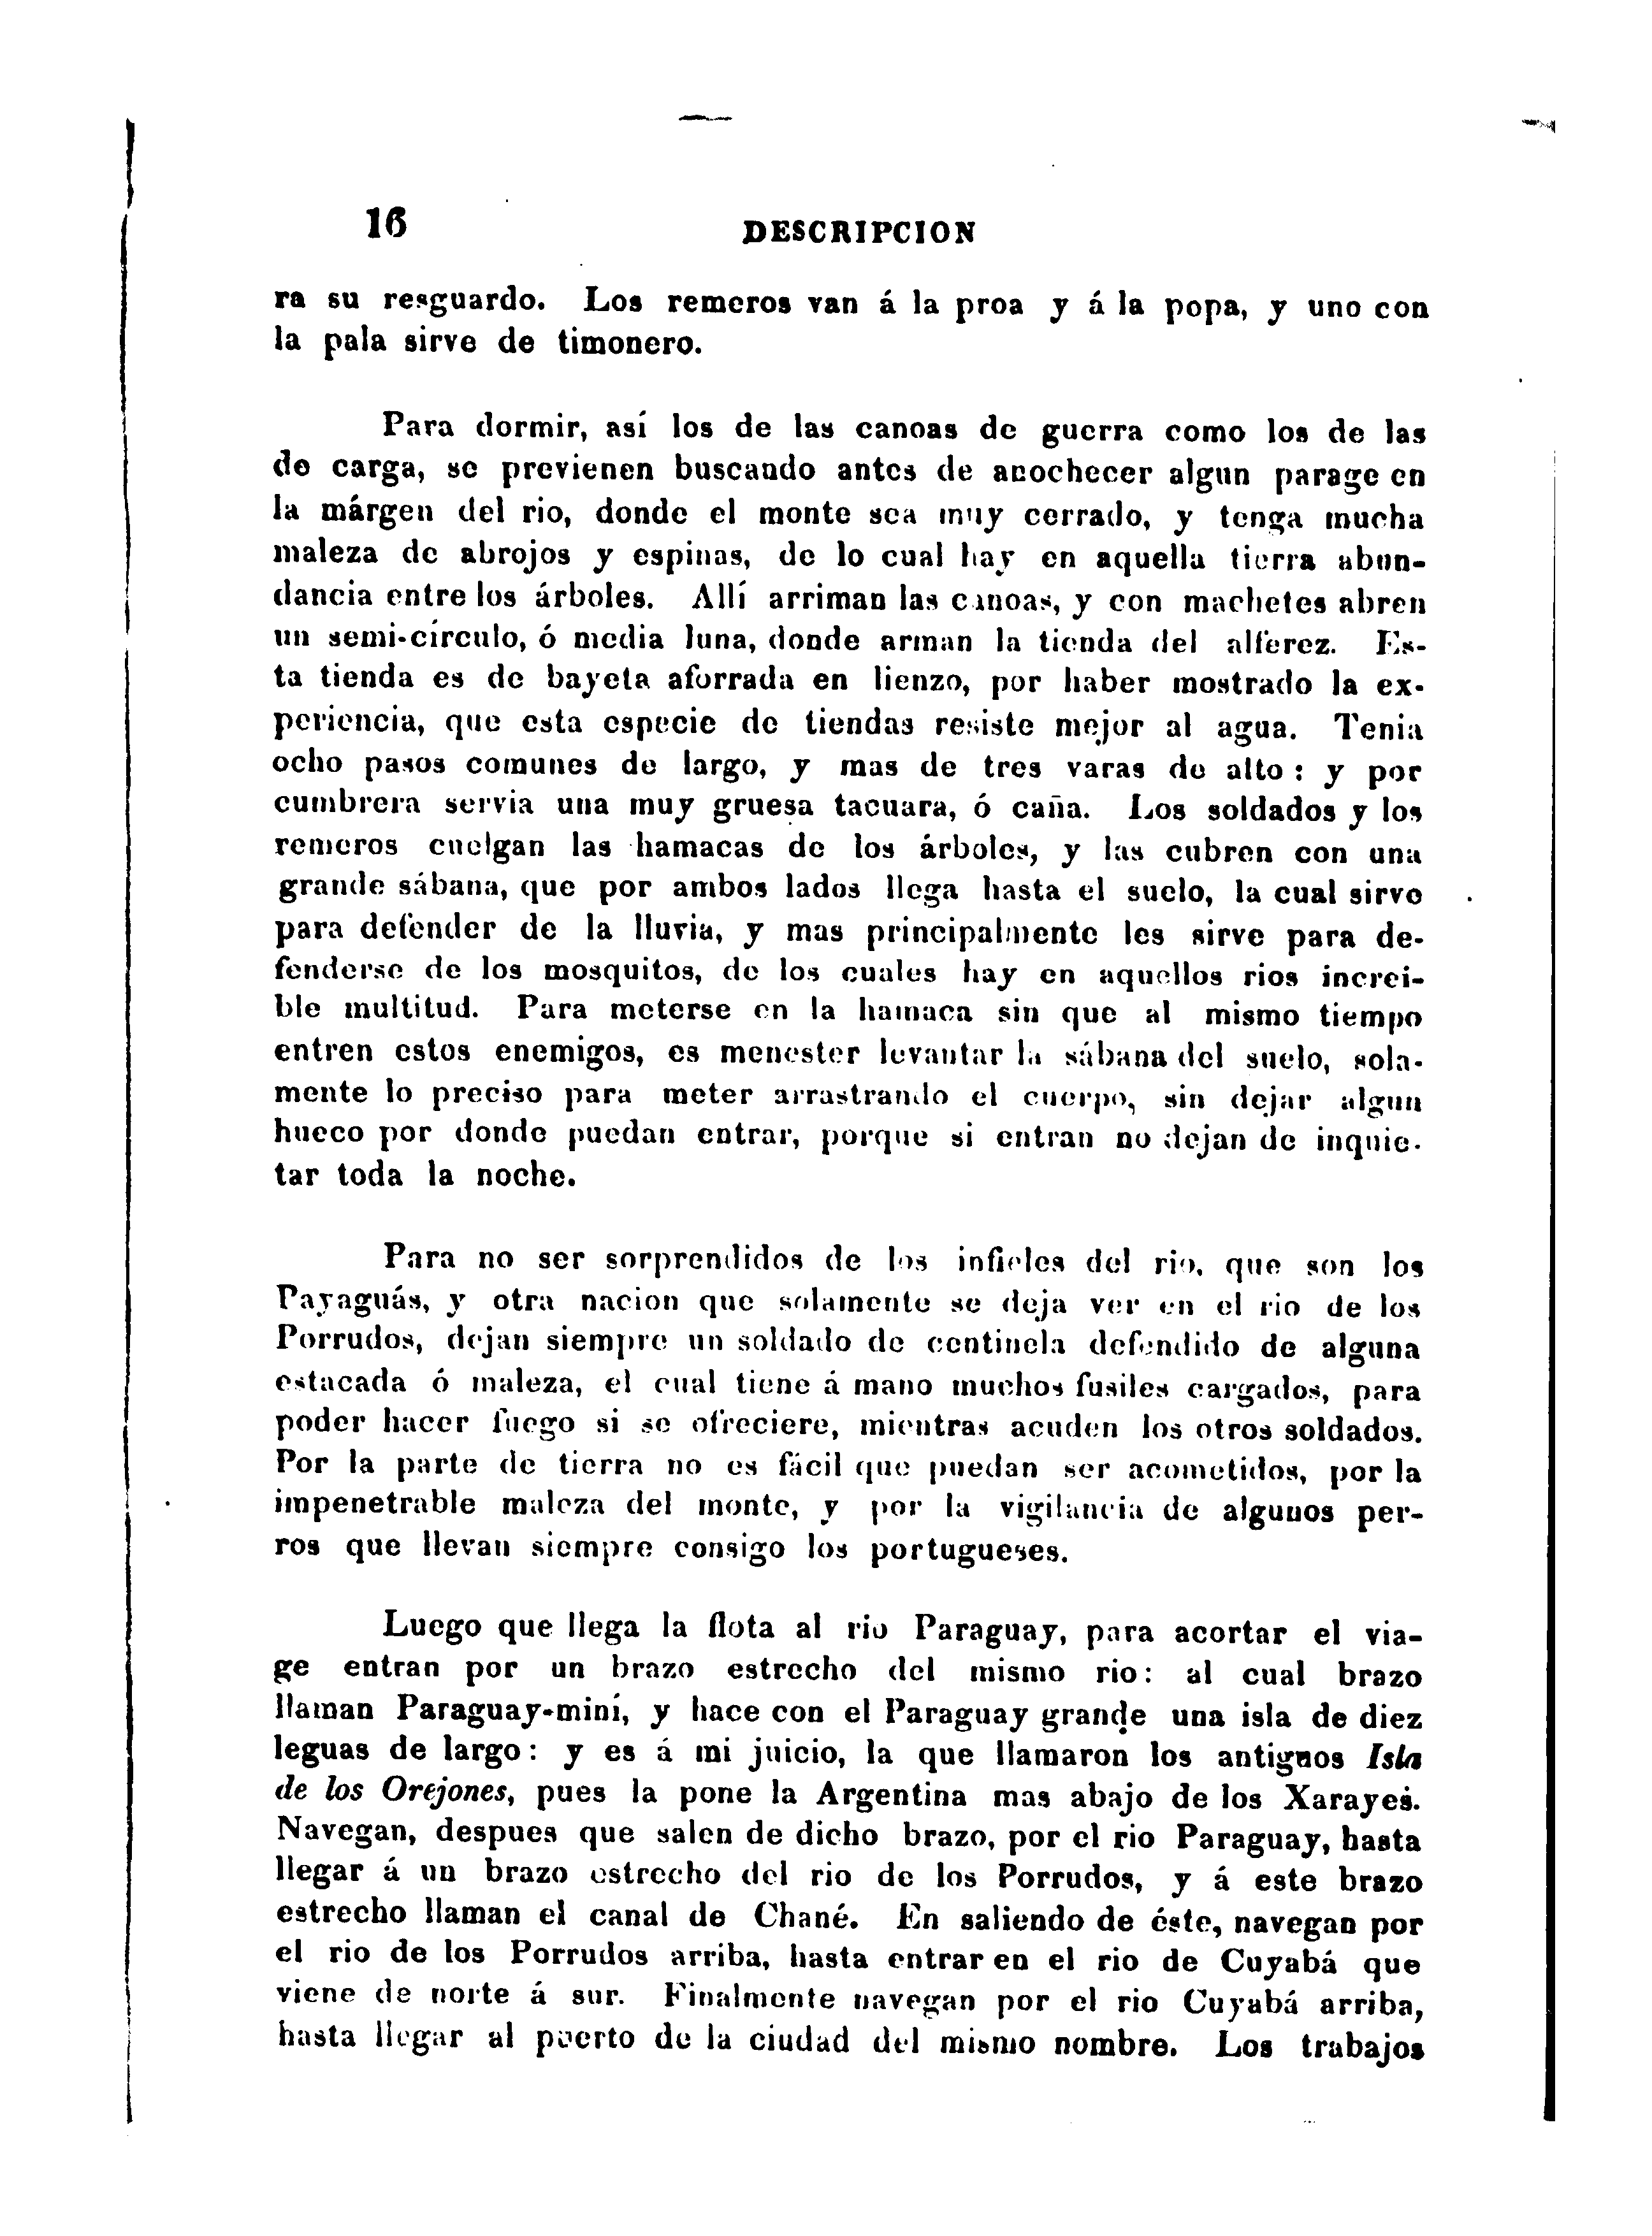 16 DESCRIPCION
ra su resguardo. Los remeros van á la proa y á la popa, y uno con
la pala sirve de timonero.
Para dormir, así los de las canoas de guerra como los de las
de carga, se previenen buscando antes de anochecer algun parage en
la márgen del rio, donde el monte sea muy cerrado, y tenga mucha
maleza de abrojos y espinas, de lo cual hay en aquella tierra abun-
dancia entre los árboles. Allí arriman las canoas, y con machetes abren
un semi-círculo, ó media luna, donde arman la tienda del alferez. Es-
ta tienda es de bayeta aforrada en lienzo, por haber mostrado la ex-
periencia, que esta especie de tiendas resiste mejor al agua. Tenia
ocho pasos comunes de largo, y mas de tres varas de alto: y por
cumbrera servia una muy gruesa tacuara, ó caña. Los soldados y los
remeros cuelgan las hamacas de los árboles, y las cubren con una
grande sábana, que por ambos lados llega hasta el suelo, la cual sirve
para defender de la lluvia, y mas principalmente les sirve para de-
fenderse de los mosquitos, de los cuales hay en aquellos rios increi-
ble multitud. Para meterse en la hamaca sin que al mismo tiempo
entren estos enemigos, es menester levantar la sábana del suelo, sola-
mente lo preciso para meter arrastrando el cuerpo, sin dejar algun
hueco por donde puedan entrar, porque si entran no dejan de inquie-
tar toda la noche.
Para no ser sorprendidos de los infieles del rio, que son los
Payaguás, y otra nacion que solamente se deja ver en el rio de los
Porrudos, dejan siempre un soldado de centinela defendido de alguna
estacada ó maleza, el cual tiene á mano muchos fusiles cargados, para
poder hacer fuego si se ofreciere, mientras acuden los otros soldados.
Por la parte de tierra no es fácil que puedan ser acometidos, por la
impenetrable maleza del monte, y por la vigilancia de algunos per-
ros que llevan siempre consigo los portugueses.
Luego que llega la flota al rio Paraguay, para acortar el via-
ge entran por un brazo estrecho del mismo rio: al cual brazo
llaman Paraguay-miní, y hace con el Paraguay grande una isla de diez
leguas de largo: y es á mi juicio, la que llamaron los antiguos Isla
de los Orejones, pues la pone la Argentina mas abajo de los Xarayes.
Navegan, despues que salen de dicho brazo, por el rio Paraguay, hasta
llegar á un brazo estrecho del rio de los Porrudos, y á este brazo
estrecho llaman el canal de Chané. En saliendo de éste, navegan por
el rio de los Porrudos arriba, hasta entrar en el rio de Cuyabá que
viene de norte á sur. Finalmente navegan por el rio Cuyabá arriba,
hasta llegar al puerto de la ciudad del mismo nombre. Los trabajos